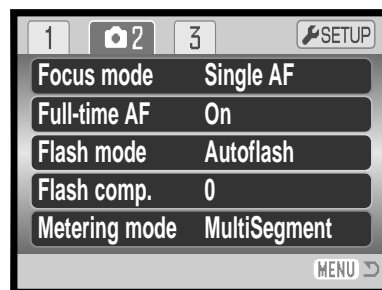 1 2 3 SETUP
Focus mode Single AF
Full-time AF On
Flash mode Autoflash
Flash comp. 0
Metering mode MultiSegment
MENU